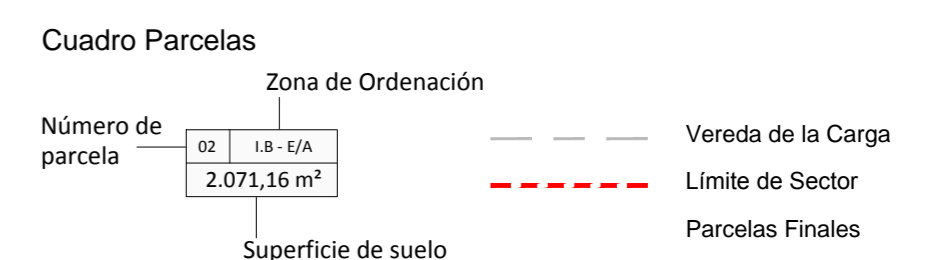 Cuadro Parcelas
Zona de Ordenación
Número de
parcela
02 I.B - E/A
2.071,16 m²
Superficie de suelo
Vereda de la Carga
Límite de Sector
Parcelas Finales